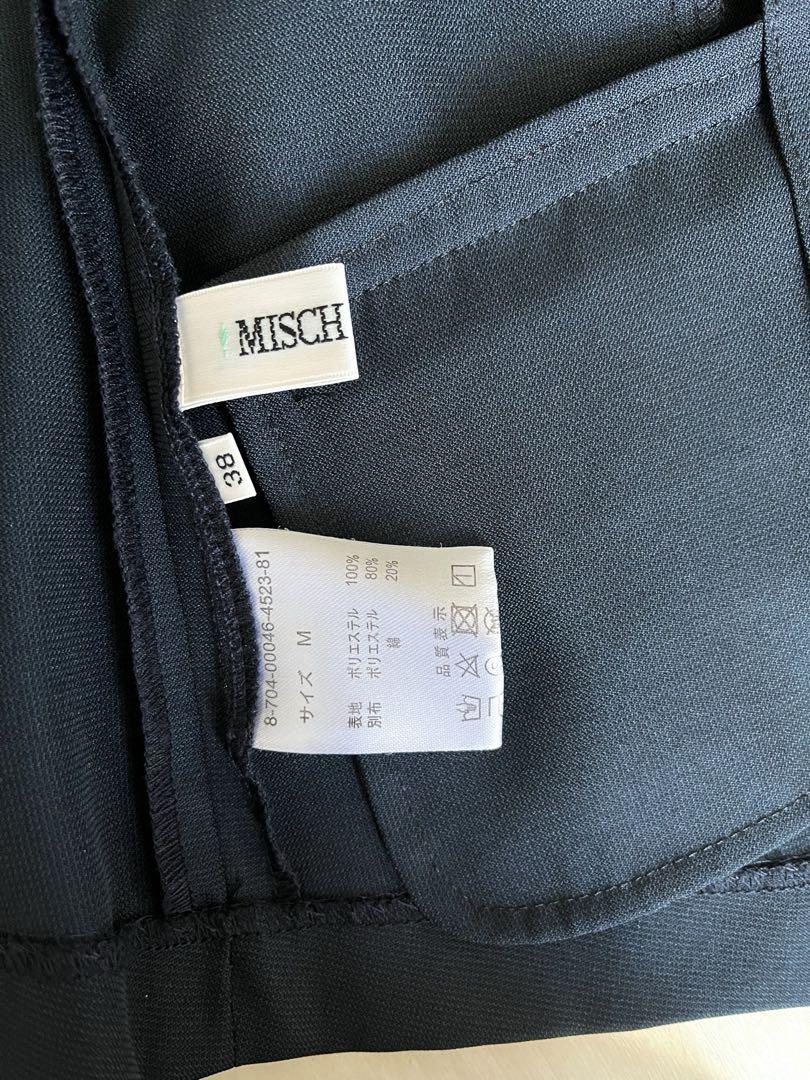 MISCH
38
8-704-00046-4523-81
サイズ M
表地 ポリエステル 100%
別布 ポリエステル 80%
綿 20%
品質表示